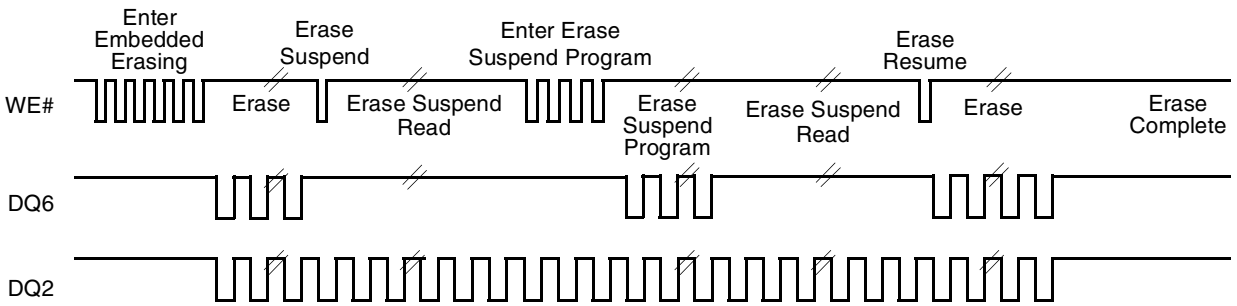 Enter
Embedded
Erasing
Erase
Suspend
Enter Erase
Suspend Program
Erase
Resume
WE#
Erase
Erase Suspend
Read
Erase
Suspend
Program
Erase Suspend
Read
Erase
Erase
Complete
DQ6
DQ2